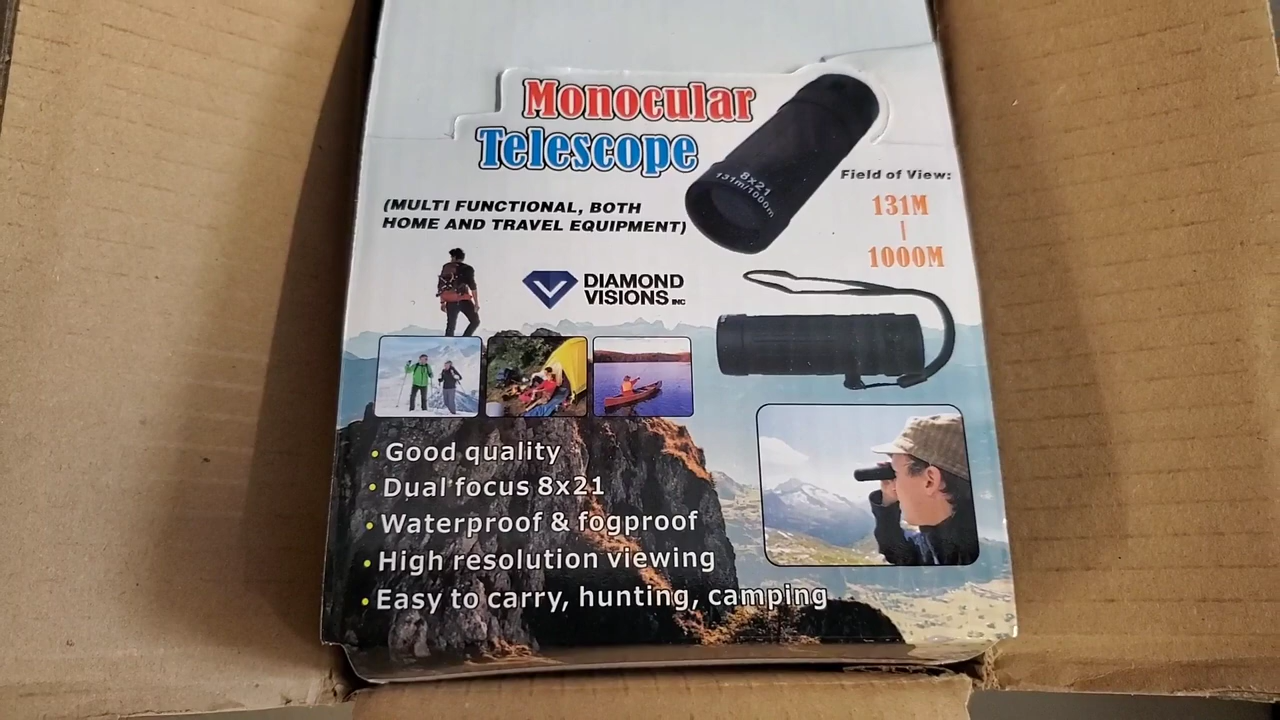 Monocular
Telescope
8x21
131m/1000m
Field of View:
131M
|
1000M
(MULTI FUNCTIONAL, BOTH
HOME AND TRAVEL EQUIPMENT)
DIAMOND
VISIONS INC
• Good quality
• Dual focus 8x21
• Waterproof & fogproof
• High resolution viewing
• Easy to carry, hunting, camping